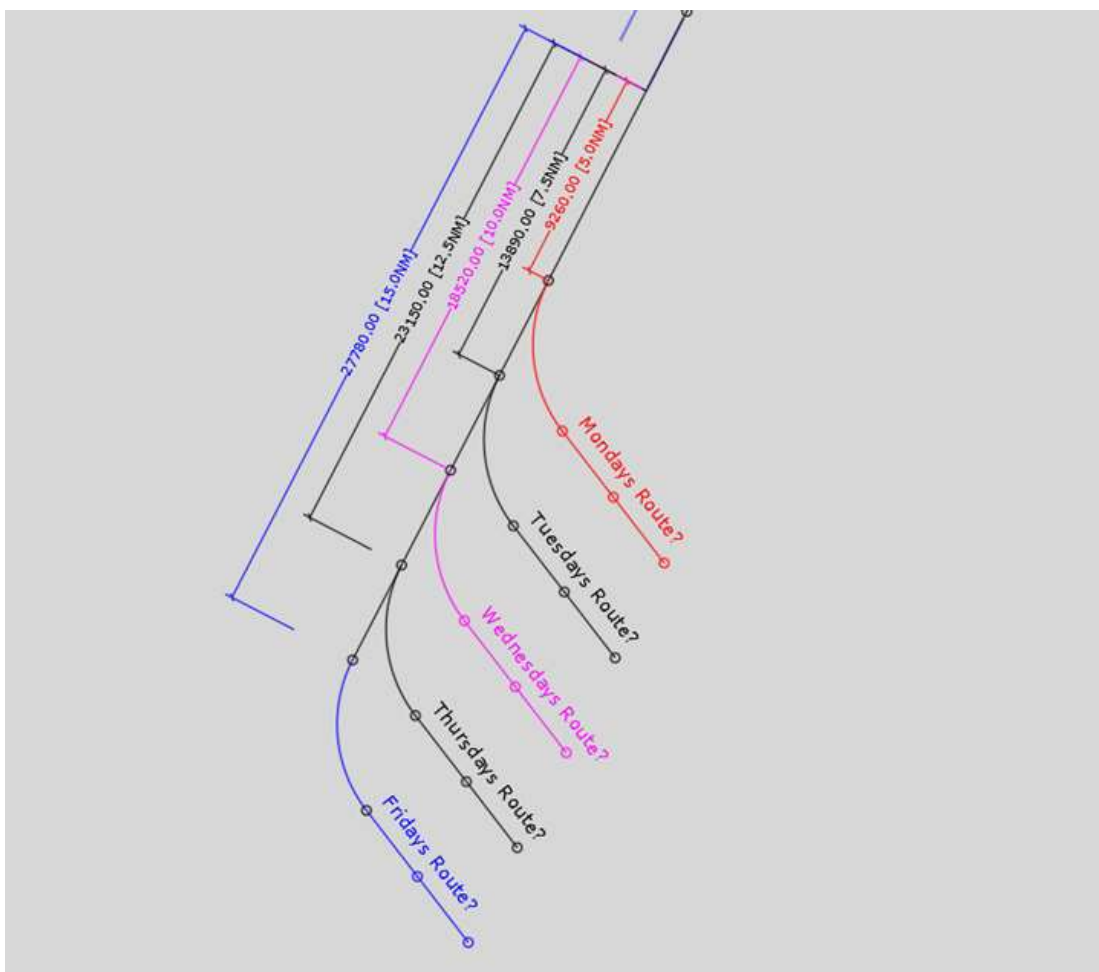 27780.00 [15.0NM]
23150.00 [12.5NM]
18520.00 [10.0NM]
13890.00 [7.5NM]
9260.00 [5.0NM]
Mondays Route?
Tuesdays Route?
Wednesdays Route?
Thursdays Route?
Fridays Route?